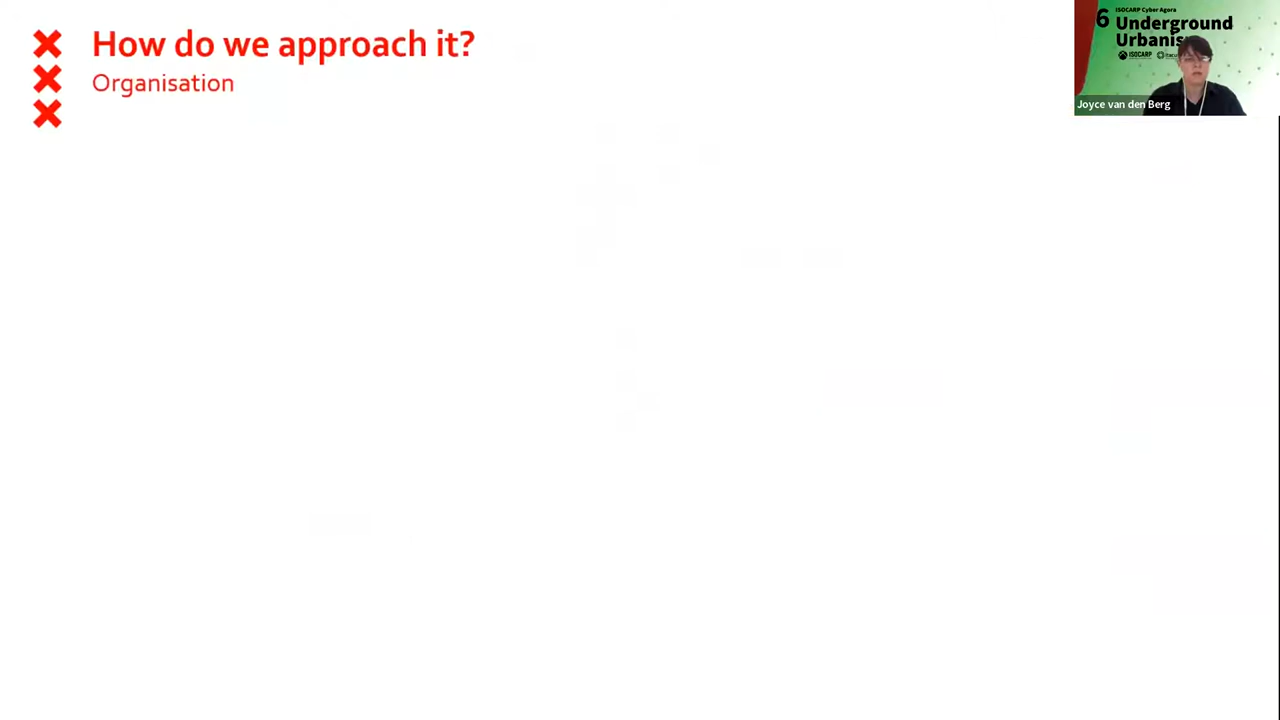 How do we approach it?
Organisation
6
ISOCARP Cyber Agora
Underground
Urbanis
ISOCARP
Joyce van den Berg